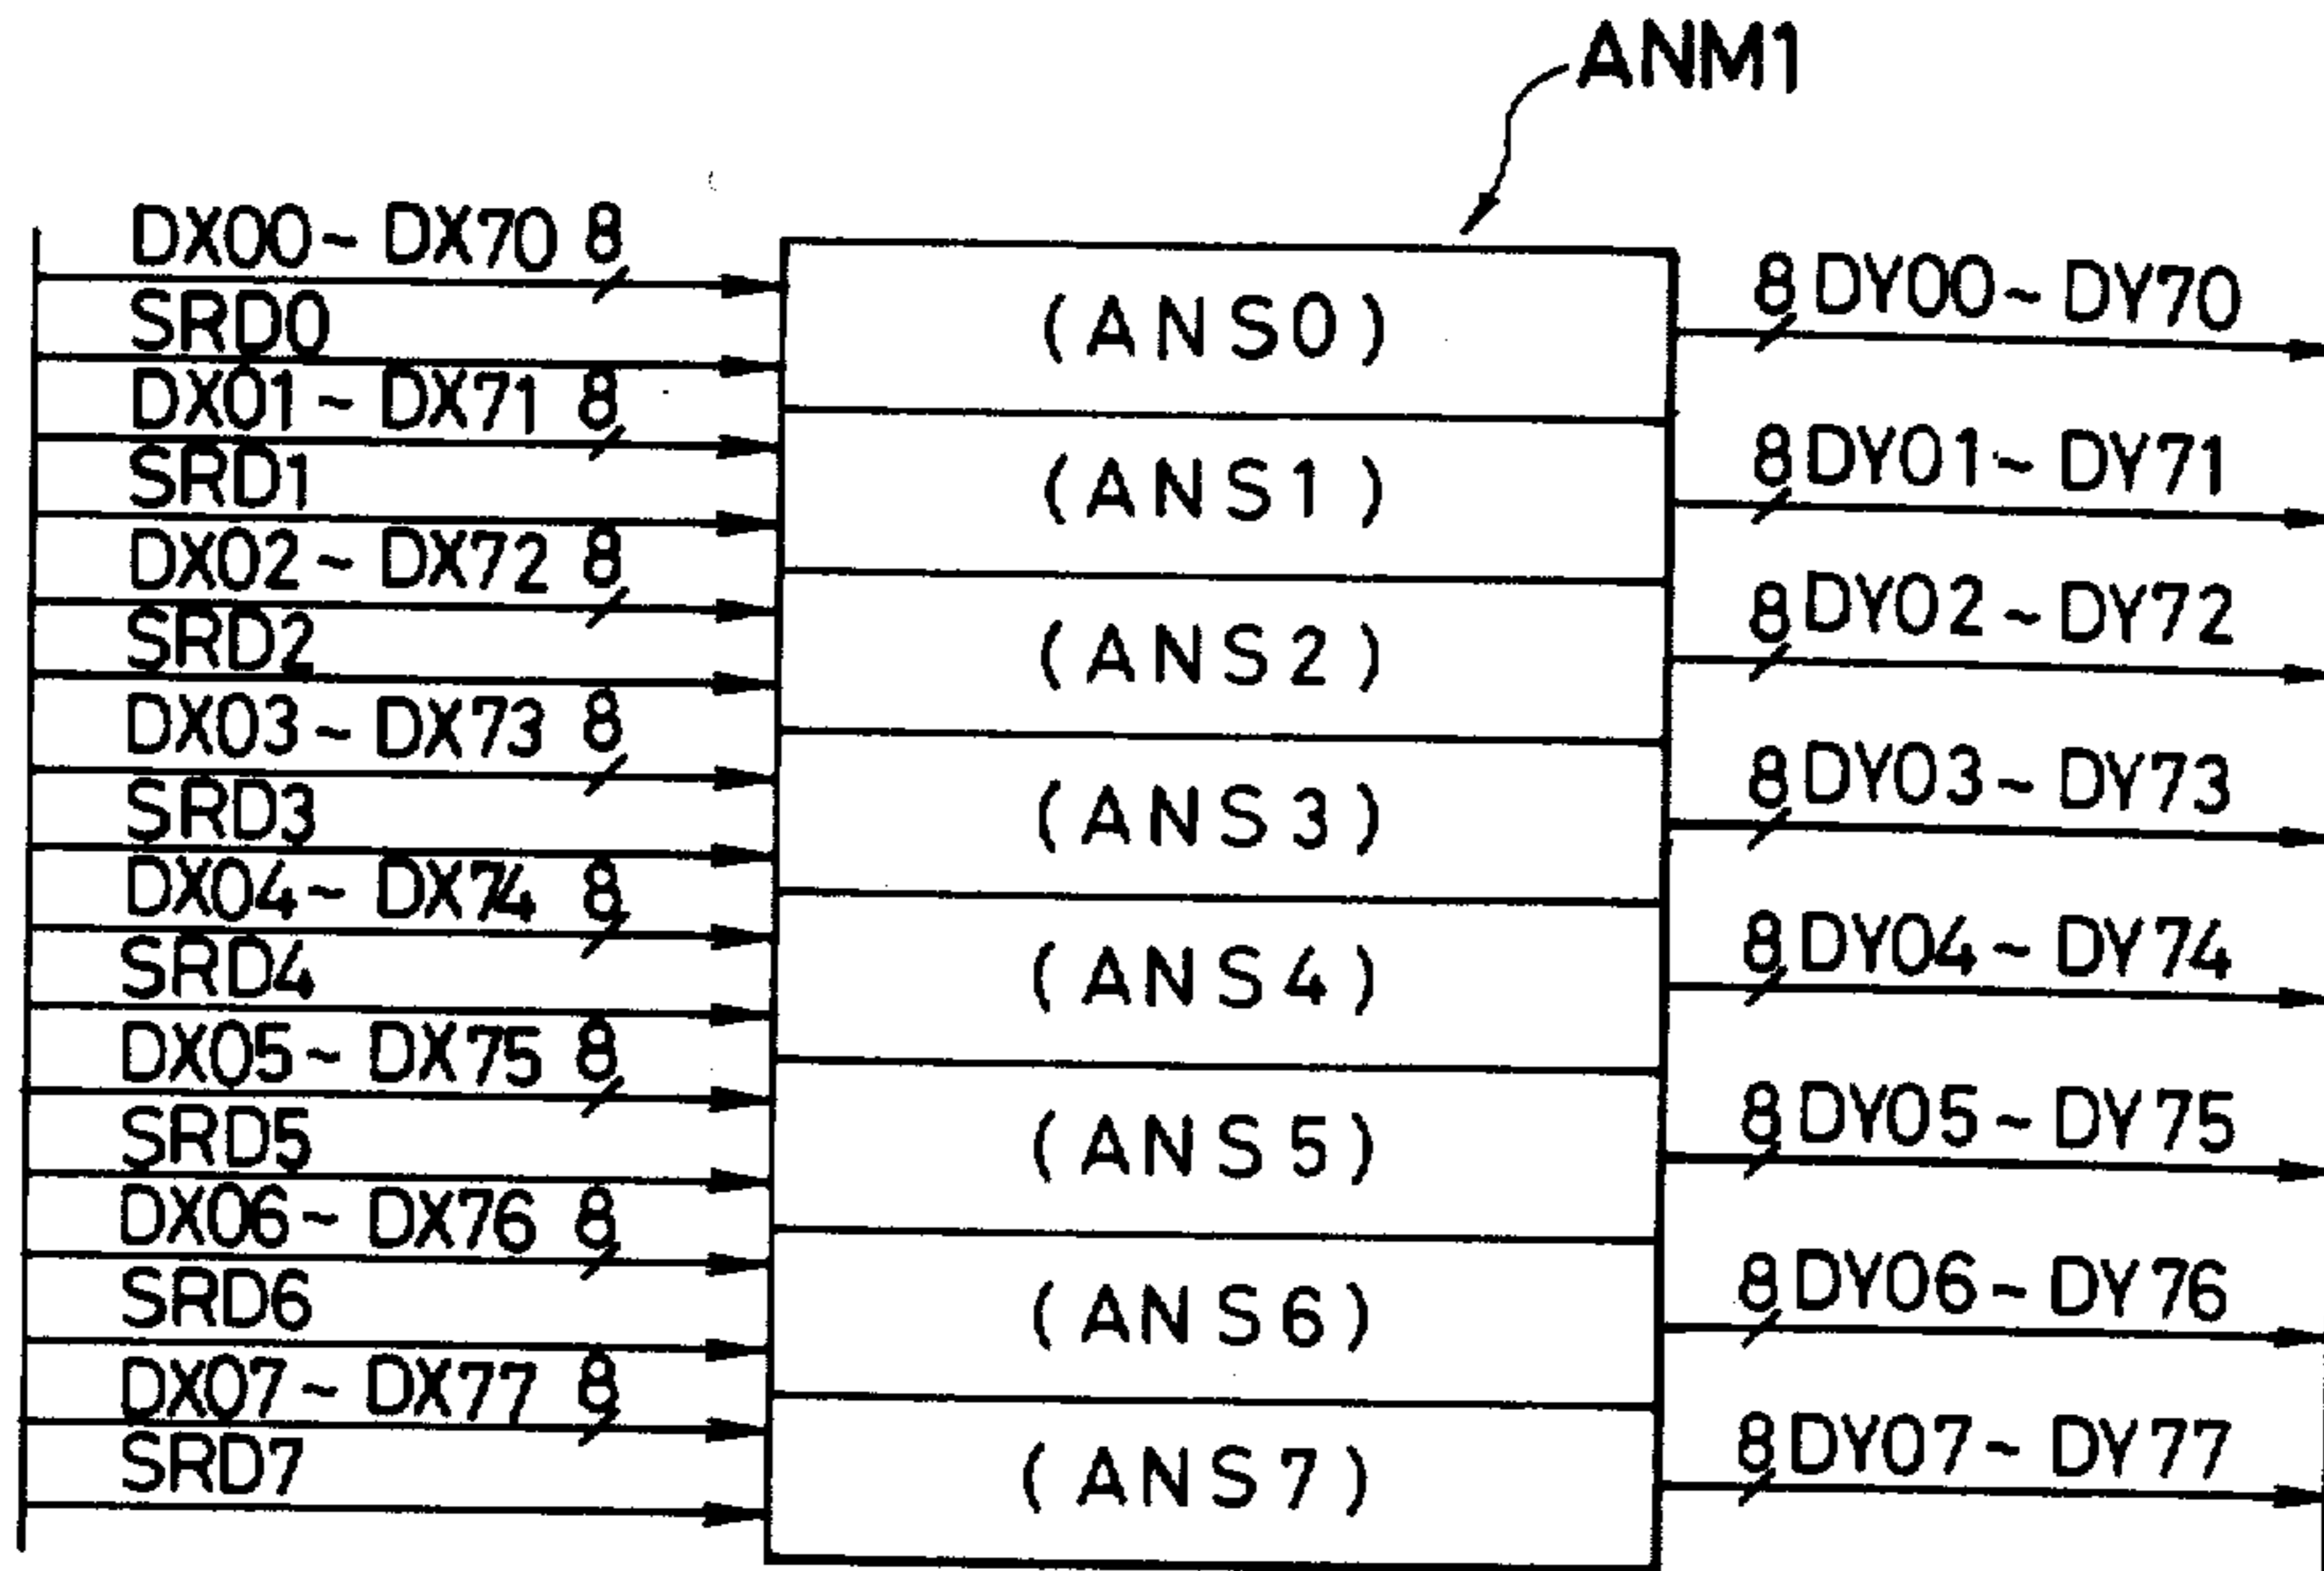 ANM1
DX00~DX70 8
SRD0
DX01~DX71 8
SRD1
DX02~DX72 8
SRD2
DX03~DX73 8
SRD3
DX04~DX74 8
SRD4
DX05~DX75 8
SRD5
DX06~DX76 8
SRD6
DX07~DX77 8
SRD7
(ANS0)
(ANS1)
(ANS2)
(ANS3)
(ANS4)
(ANS5)
(ANS6)
(ANS7)
8 DY00~DY70
8 DY01~DY71
8 DY02~DY72
8 DY03~DY73
8 DY04~DY74
8 DY05~DY75
8 DY06~DY76
8 DY07~DY77